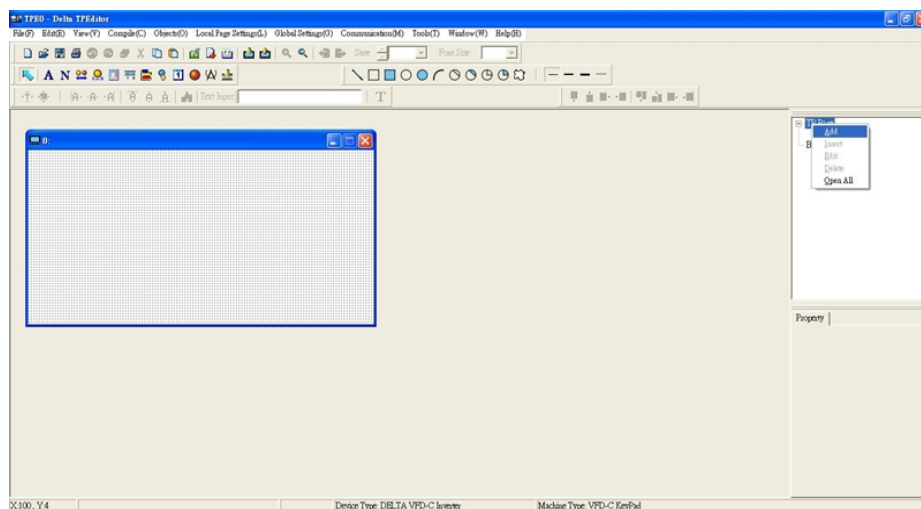 TPE0 - Delta TPEditor
File(F) Edit(E) View(V) Compile(C) Objects(O) Local Page Settings(L) Global Settings(G) Communication(M) Tools(T) Window(W) Help(H)
Font Size
A N
Text Input
T
0:
Add
Insert
Edit
Delete
Open All
Property
X:100, Y:4
Device Type: DELTA VFD-C Inverter
Machine Type: VFD-C KeyPad